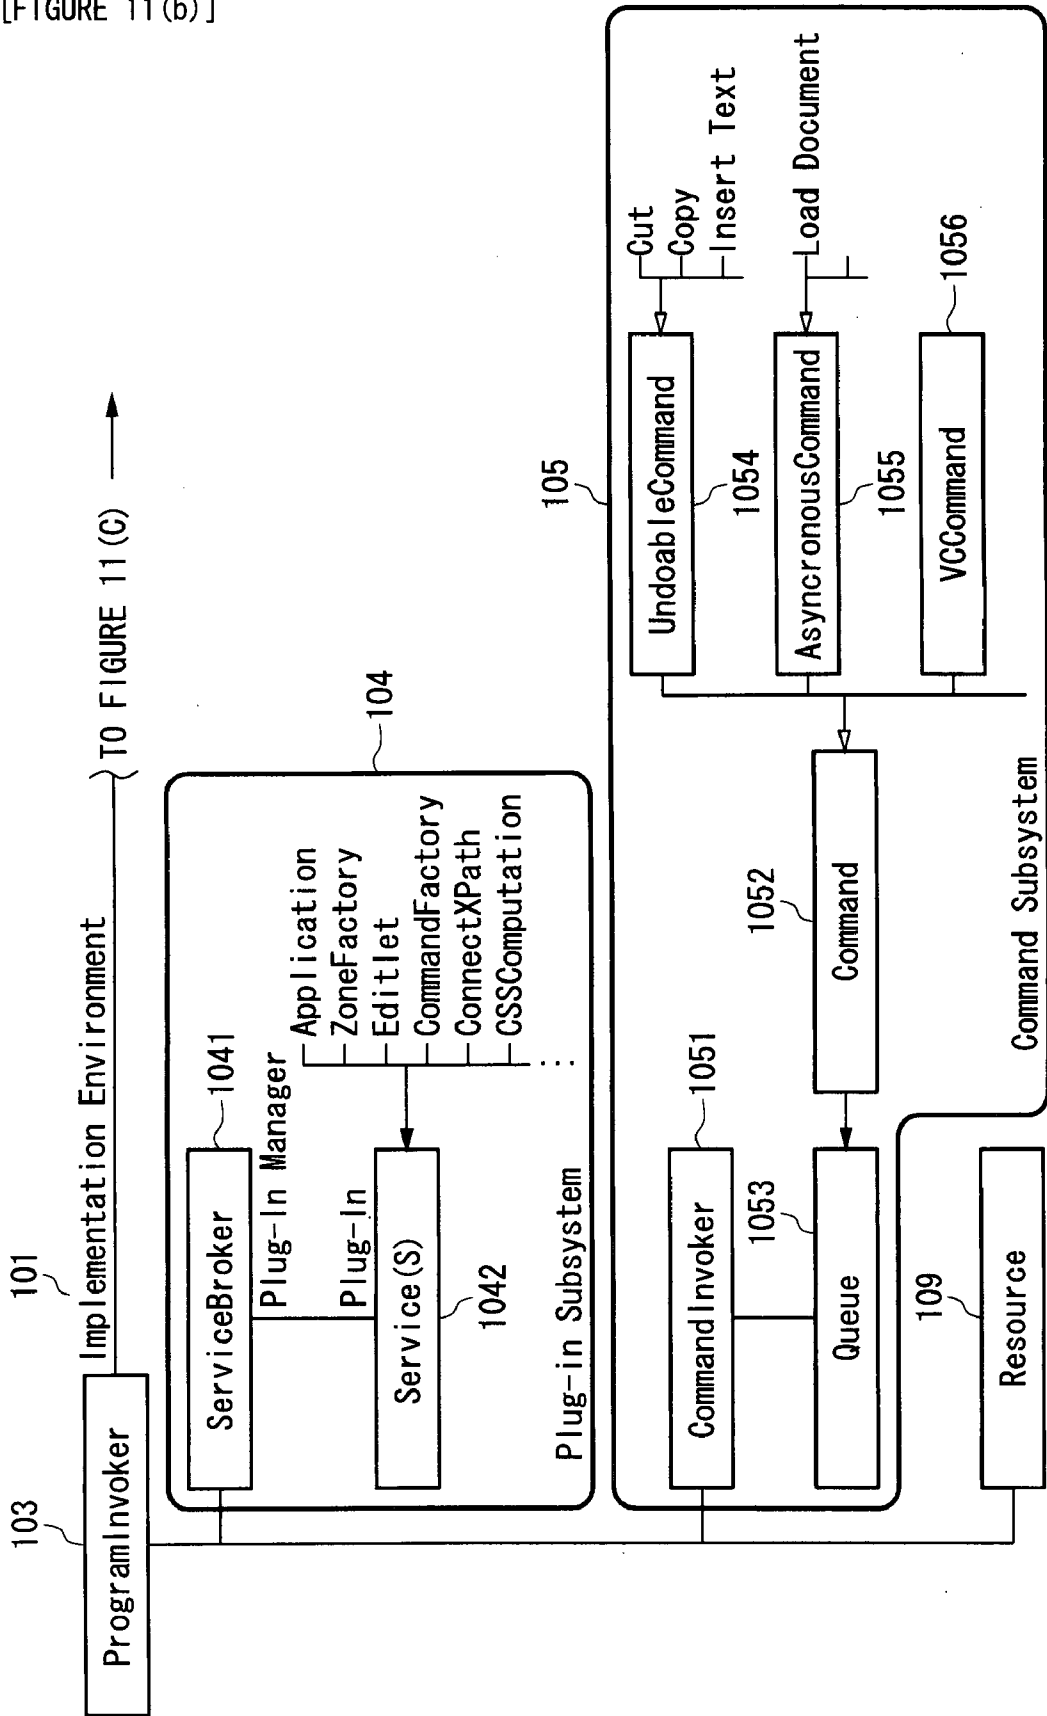 [FIGURE 11(b)]
101
Implementation Environment
TO FIGURE 11(C)
103
ProgramInvoker
104
ServiceBroker
1041
Plug-In Manager
Plug-In
Service(S)
1042
Application
ZoneFactory
Editlet
CommandFactory
ConnectXPath
CSSComputation
...
Plug-in Subsystem
105
CommandInvoker
1051
1053
Queue
1052
Command
UndoableCommand
1054
Cut
Copy
Insert Text
AsyncronousCommand
1055
Load Document
VCCommand
1056
Command Subsystem
109
Resource